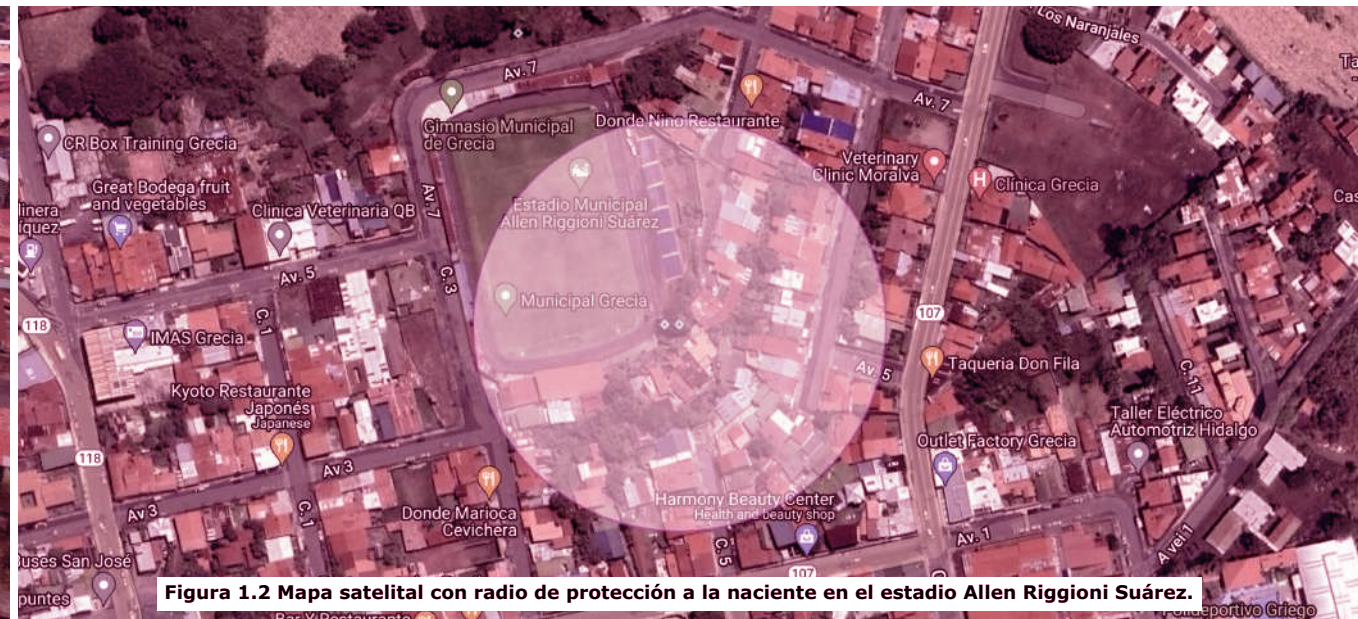 Los Naranjales
Av. 7
Gimnasio Municipal
de Grecia
Donde Nino Restaurante
Av. 7
CR Box Training Grecia
Veterinary
Clinic Moralva
Clínica Grecia
Great Bodega fruit
and vegetables
Av. 7
Estadio Municipal
Allen Riggioni Suárez
Clinica Veterinaria QB
Av. 5
C. 3
Municipal Grecia
118
C. 1
107
IMAS Grecia
Av. 5
Taqueria Don Fila
C. 11
Kyoto Restaurante
Japonés
Japanese
Taller Eléctrico
Automotriz Hidalgo
Outlet Factory Grecia
118
Av 3
Harmony Beauty Center
Health and beauty shop
Av 3
C. 1
Donde Marioca
Cevichera
C. 5
Av. 1
107
Buses San José
Figura 1.2 Mapa satelital con radio de protección a la naciente en el estadio Allen Riggioni Suárez.